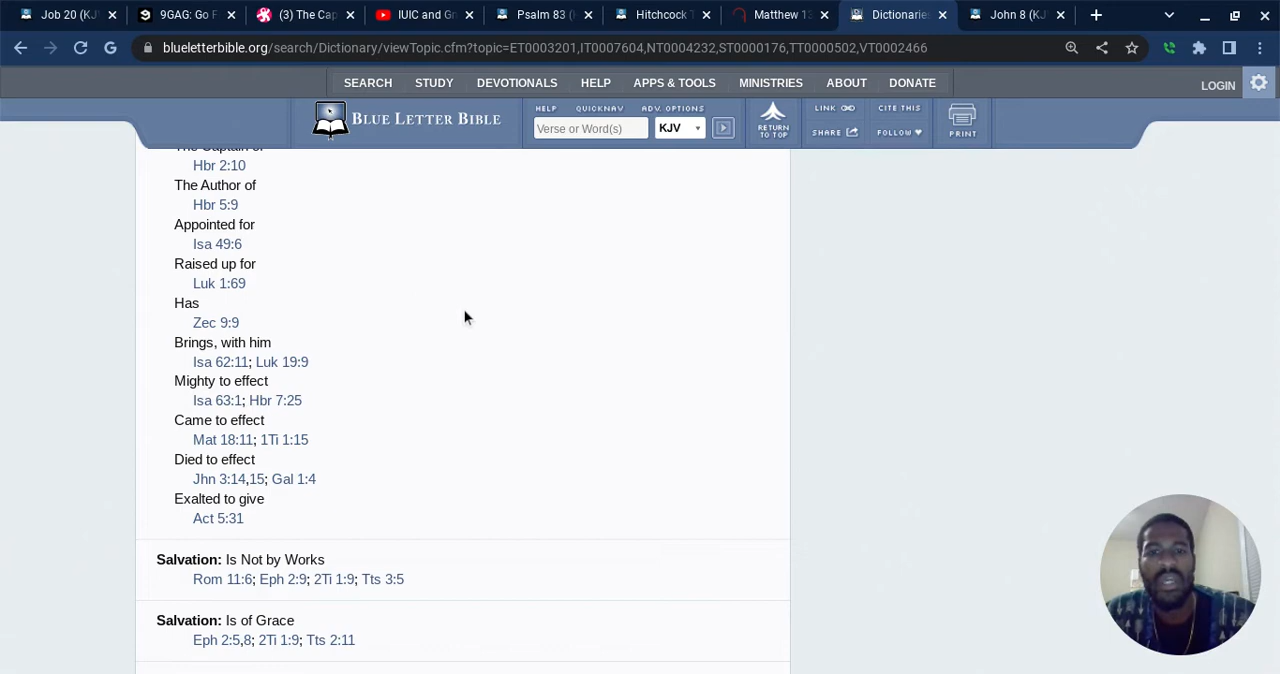 Job 20 (KJ
9GAG: Go F
(3) The Cap
IUIC and Gr
Psalm 83 (
Hitchcock T
Matthew 13
Dictionaries
John 8 (KJ
blueletterbible.org/search/Dictionary/viewTopic.cfm?topic=ET0003201,IT0007604,NT0004232,ST0000176,TT0000502,VT0002466
SEARCH STUDY DEVOTIONALS HELP APPS & TOOLS MINISTRIES ABOUT DONATE LOGIN
BLUE LETTER BIBLE
HELP QUICKNAV ADV. OPTIONS
Verse or Word(s) KJV
RETURN
TO TOP
LINK
SHARE
CITE THIS
FOLLOW
PRINT
The Captain of
Hbr 2:10
The Author of
Hbr 5:9
Appointed for
Isa 49:6
Raised up for
Luk 1:69
Has
Zec 9:9
Brings, with him
Isa 62:11; Luk 19:9
Mighty to effect
Isa 63:1; Hbr 7:25
Came to effect
Mat 18:11; 1Ti 1:15
Died to effect
Jhn 3:14,15; Gal 1:4
Exalted to give
Act 5:31
Salvation: Is Not by Works
Rom 11:6; Eph 2:9; 2Ti 1:9; Tts 3:5
Salvation: Is of Grace
Eph 2:5,8; 2Ti 1:9; Tts 2:11